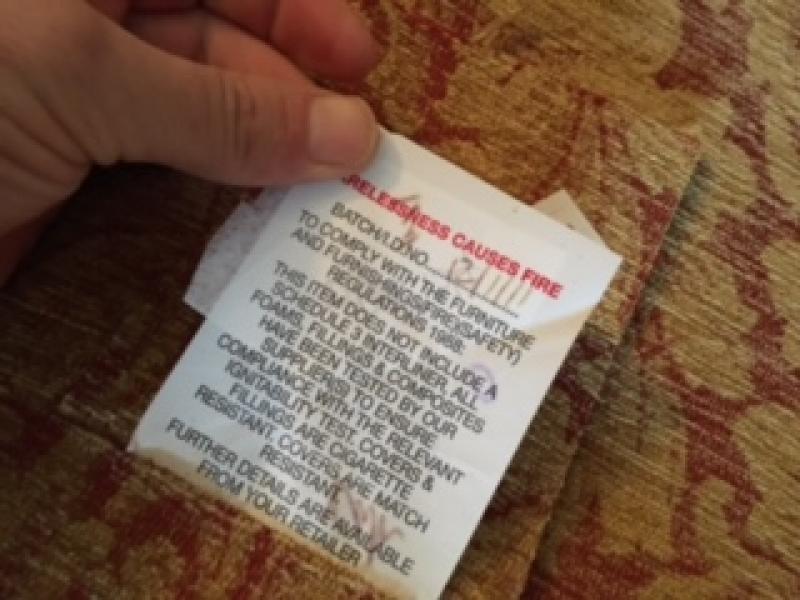 RELESSNESS CAUSES FIRE
BATCH/I.D.NO
TO COMPLY WITH THE FURNITURE
AND FURNISHINGS(FIRE)(SAFETY)
REGULATIONS 1988.
THIS ITEM DOES NOT INCLUDE A
SCHEDULE 3 INTERLINER, ALL
FOAMS, FILLINGS & COMPOSITES
HAVE BEEN TESTED BY OUR
SUPPLIER(S) TO ENSURE
COMPLIANCE WITH THE RELEVANT
IGNITABILITY TEST. COVERS &
FILLINGS ARE CIGARETTE
RESISTANT. COVERS ARE MATCH
RESISTANT
FURTHER DETAILS ARE AVAILABLE
FROM YOUR RETAILER